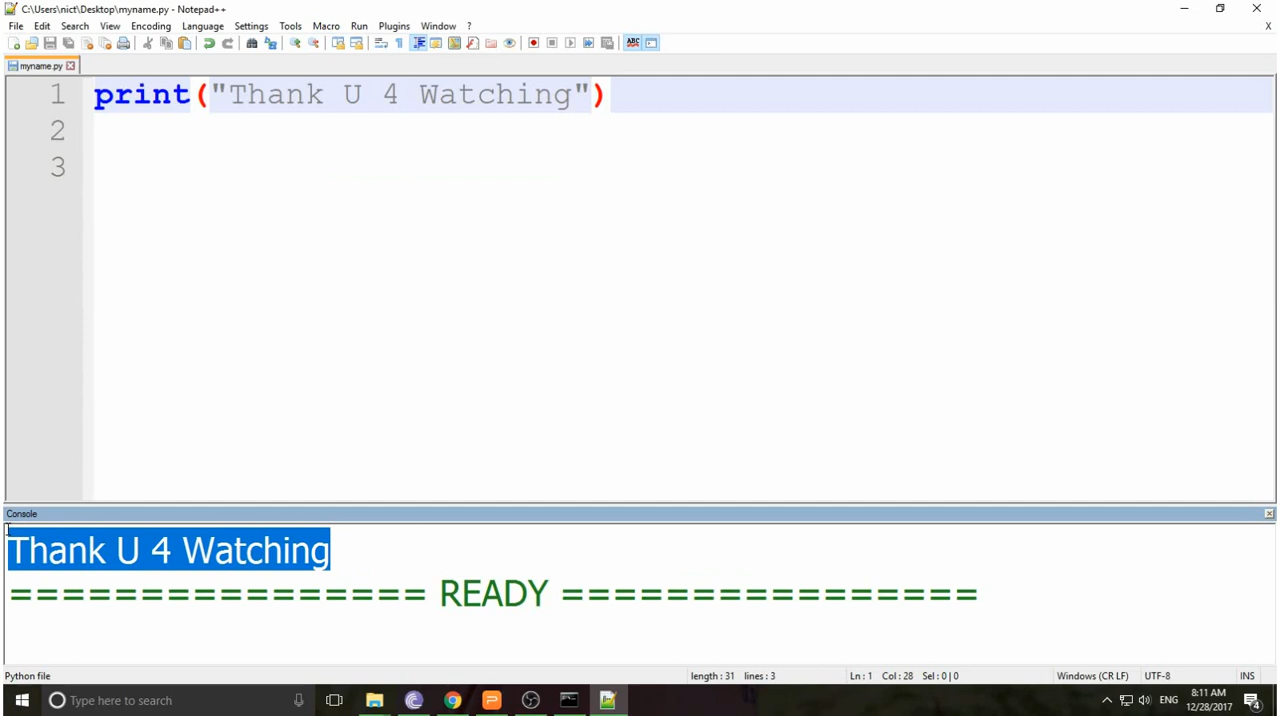 C:\Users\nict\Desktop\myname.py - Notepad++
File Edit Search View Encoding Language Settings Tools Macro Run Plugins Window ? X
myname.py
1 print("Thank U 4 Watching")
2
3
Console
Thank U 4 Watching
================ READY ================
Python file length: 31 lines: 3 Ln: 1 Col: 28 Sel: 0 | 0 Windows (CR LF) UTF-8 INS
Type here to search ENG 8:11 AM
12/28/2017 4